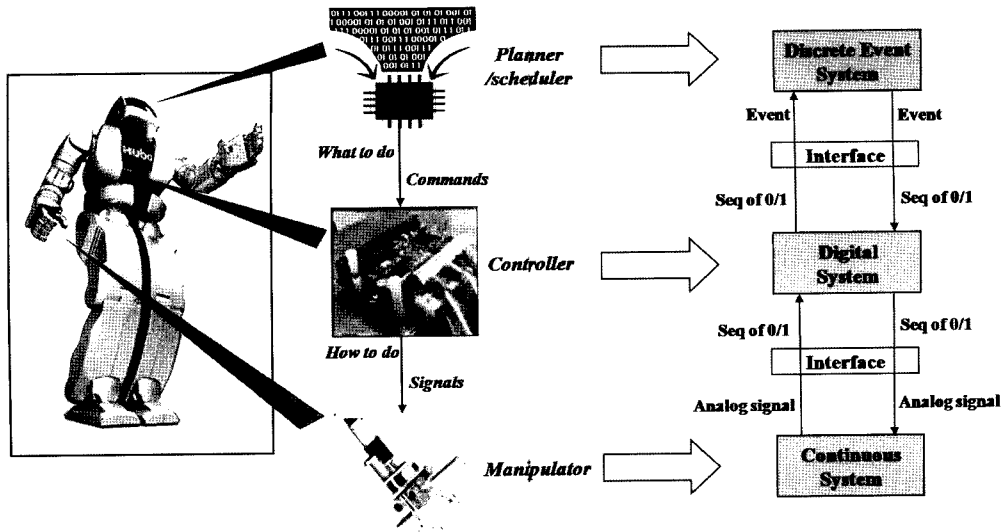 Planner
/scheduler
What to do
Commands
Controller
How to do
Signals
Manipulator
Discrete Event
System
Event
Event
Interface
Seq of 0/1
Seq of 0/1
Digital
System
Seq of 0/1
Seq of 0/1
Interface
Analog signal
Analog signal
Continuous
System